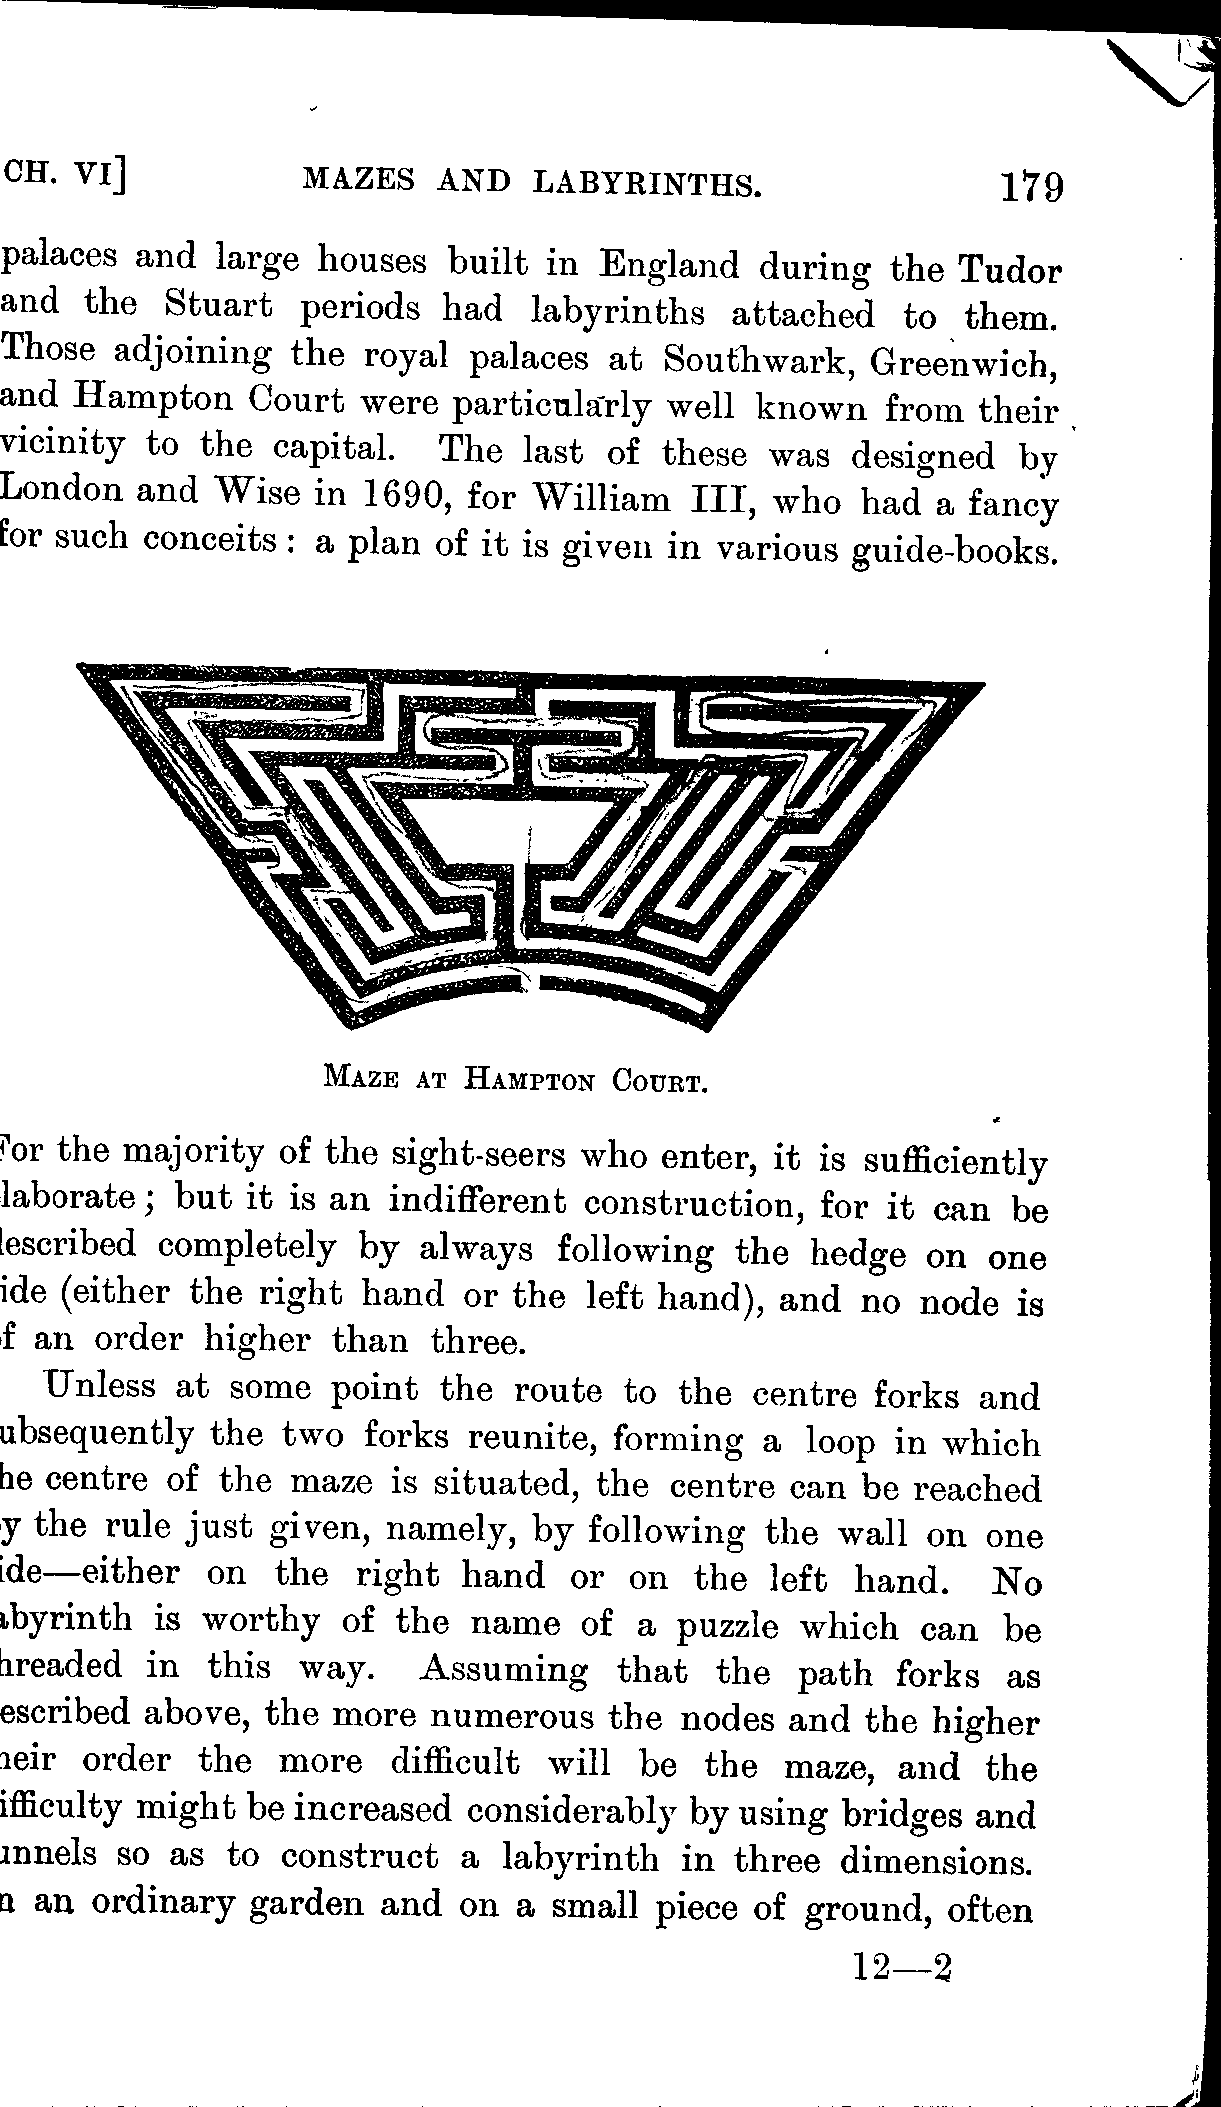 CH. VI] MAZES AND LABYRINTHS. 179
palaces and large houses built in England during the Tudor
and the Stuart periods had labyrinths attached to them.
Those adjoining the royal palaces at Southwark, Greenwich,
and Hampton Court were particularly well known from their
vicinity to the capital. The last of these was designed by
London and Wise in 1690, for William III, who had a fancy
for such conceits: a plan of it is given in various guide-books.
MAZE AT HAMPTON COURT.
For the majority of the sight-seers who enter, it is sufficiently
laborate; but it is an indifferent construction, for it can be
lescribed completely by always following the hedge on one
ide (either the right hand or the left hand), and no node is
f an order higher than three.
Unless at some point the route to the centre forks and
ubsequently the two forks reunite, forming a loop in which
he centre of the maze is situated, the centre can be reached
y the rule just given, namely, by following the wall on one
ide—either on the right hand or on the left hand. No
abyrinth is worthy of the name of a puzzle which can be
hreaded in this way. Assuming that the path forks as
escribed above, the more numerous the nodes and the higher
heir order the more difficult will be the maze, and the
ifficulty might be increased considerably by using bridges and
unnels so as to construct a labyrinth in three dimensions.
n an ordinary garden and on a small piece of ground, often
12—2